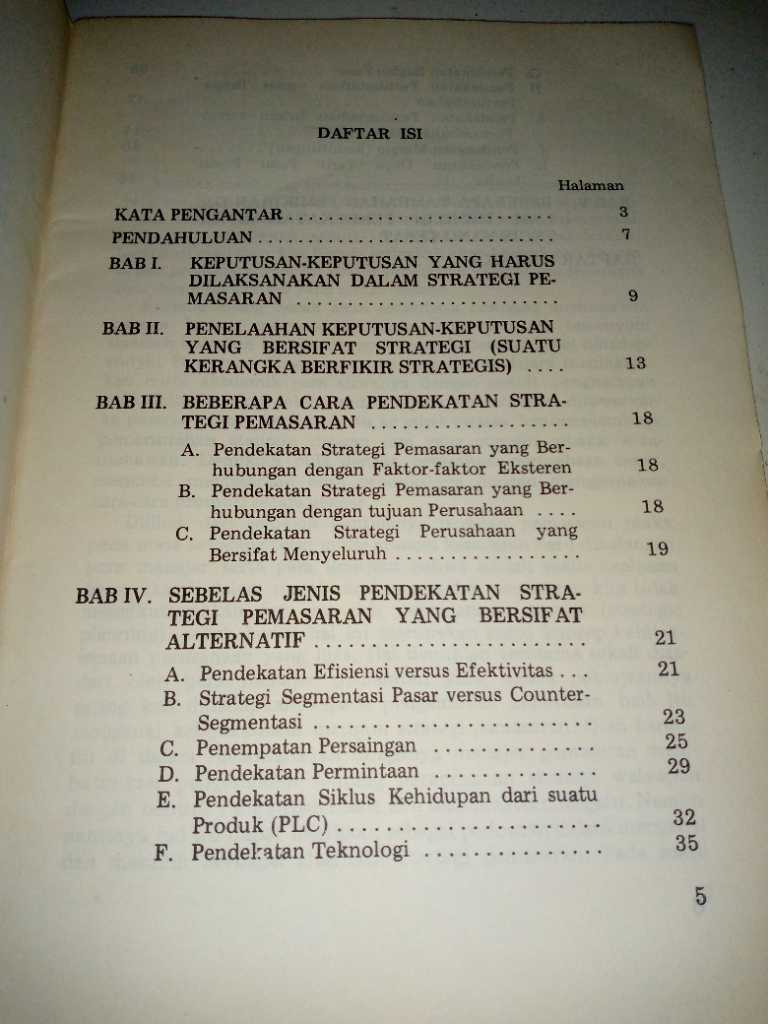 DAFTAR ISI
Halaman
KATA PENGANTAR . . . . . . . . . . . . . . . . . . . . . . . . . . 3
PENDAHULUAN . . . . . . . . . . . . . . . . . . . . . . . . . . . . . 7
BAB I. KEPUTUSAN-KEPUTUSAN YANG HARUS
DILAKSANAKAN DALAM STRATEGI PE-
MASARAN . . . . . . . . . . . . . . . . . . . . . . . . . . 9
BAB II. PENELAAHAN KEPUTUSAN-KEPUTUSAN
YANG BERSIFAT STRATEGI (SUATU
KERANGKA BERFIKIR STRATEGIS) . . . . 13
BAB III. BEBERAPA CARA PENDEKATAN STRA-
TEGI PEMASARAN . . . . . . . . . . . . . . . . . . . 18
A. Pendekatan Strategi Pemasaran yang Ber-
hubungan dengan Faktor-faktor Eksteren 18
B. Pendekatan Strategi Pemasaran yang Ber-
hubungan dengan tujuan Perusahaan . . . . 18
C. Pendekatan Strategi Perusahaan yang
Bersifat Menyeluruh . . . . . . . . . . . . . . . . . 19
BAB IV. SEBELAS JENIS PENDEKATAN STRA-
TEGI PEMASARAN YANG BERSIFAT
ALTERNATIF . . . . . . . . . . . . . . . . . . . . . . . . 21
A. Pendekatan Efisiensi versus Efektivitas . . . 21
B. Strategi Segmentasi Pasar versus Counter-
Segmentasi . . . . . . . . . . . . . . . . . . . . . . . . 23
C. Penempatan Persaingan . . . . . . . . . . . . . . 25
D. Pendekatan Permintaan . . . . . . . . . . . . . . 29
E. Pendekatan Siklus Kehidupan dari suatu
Produk (PLC) . . . . . . . . . . . . . . . . . . . . . . 32
F. Pendekatan Teknologi . . . . . . . . . . . . . . . 35
5